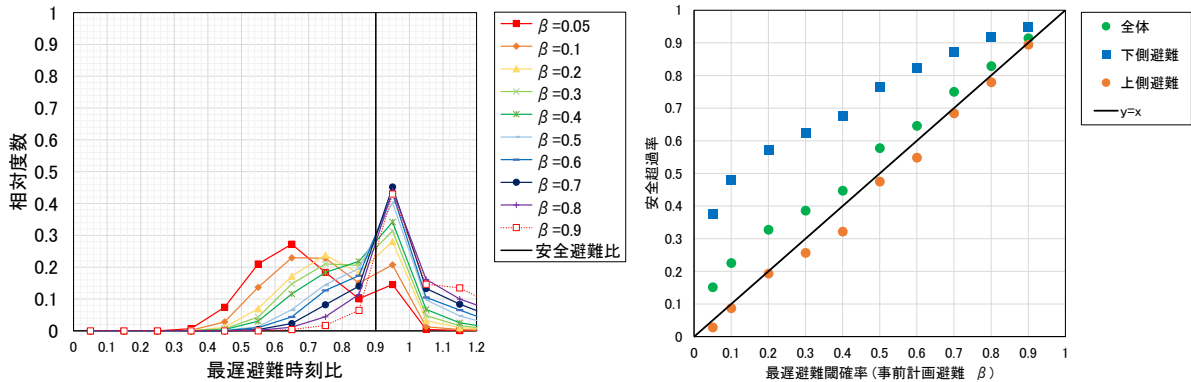 1
0.9
0.8
0.7
0.6
0.5
0.4
0.3
0.2
0.1
0
相対度数
0 0.1 0.2 0.3 0.4 0.5 0.6 0.7 0.8 0.9 1 1.1 1.2
最遅避難時刻比
β=0.05
β=0.1
β=0.2
β=0.3
β=0.4
β=0.5
β=0.6
β=0.7
β=0.8
β=0.9
安全避難比
1
0.9
0.8
0.7
0.6
0.5
0.4
0.3
0.2
0.1
0
安全超過率
0 0.1 0.2 0.3 0.4 0.5 0.6 0.7 0.8 0.9 1
最遅避難閾確率(事前計画避難 β)
全体
下側避難
上側避難
y=x